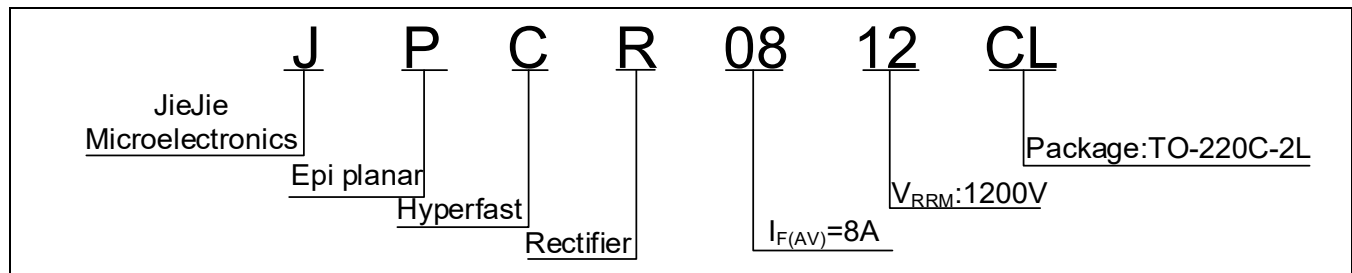 J P C R 08 12 CL
JieJie
Microelectronics
Package:TO-220C-2L
Epi planar
VRRM:1200V
Hyperfast
IF(AV)=8A
Rectifier